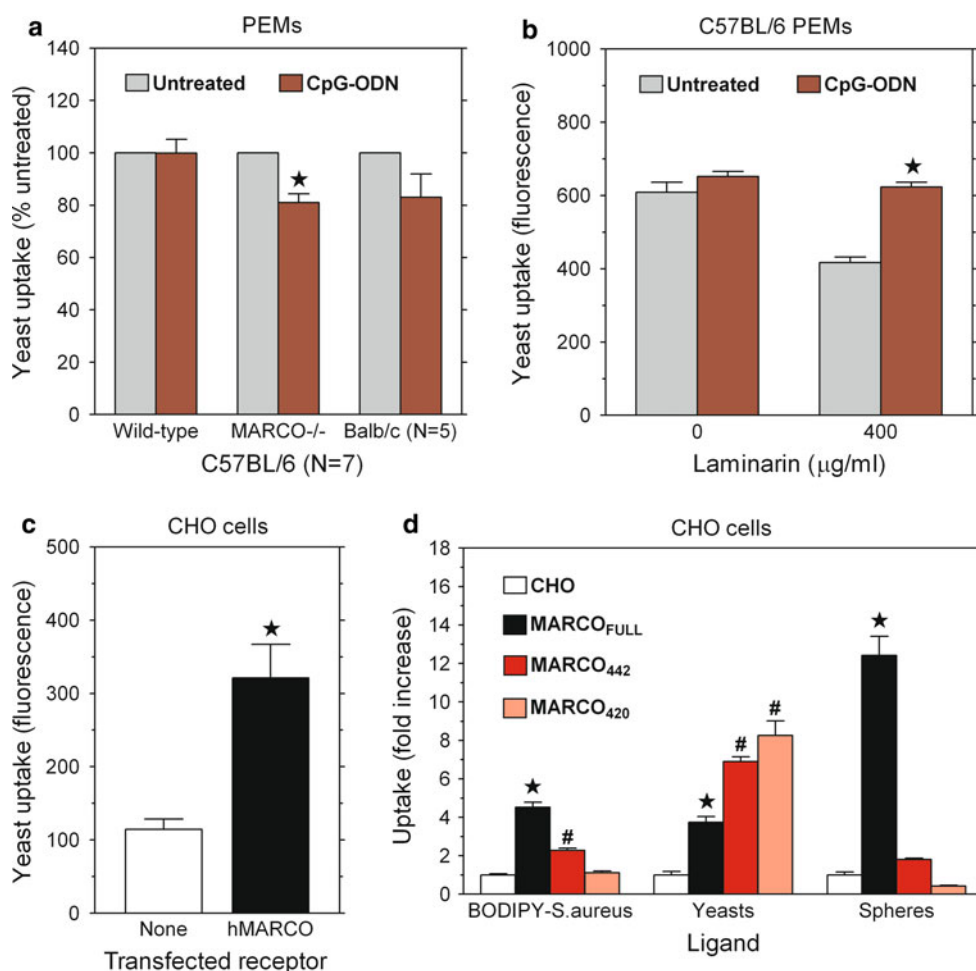 a
PEMs
Yeast uptake (% untreated)
140
120
100
80
60
40
20
0
Untreated
CpG-ODN
★
Wild-type
MARCO-/-
Balb/c (N=5)
C57BL/6 (N=7)
b
C57BL/6 PEMs
Yeast uptake (fluorescence)
1000
800
600
400
200
0
Untreated
CpG-ODN
★
0
400
Laminarin (μg/ml)
c
CHO cells
Yeast uptake (fluorescence)
500
400
300
200
100
0
★
None
hMARCO
Transfected receptor
d
CHO cells
Uptake (fold increase)
18
16
14
12
10
8
6
4
2
0
CHO
MARCO_FULL
MARCO_442
MARCO_420
★ #
★ # #
★
BODIPY-S.aureus
Yeasts
Spheres
Ligand